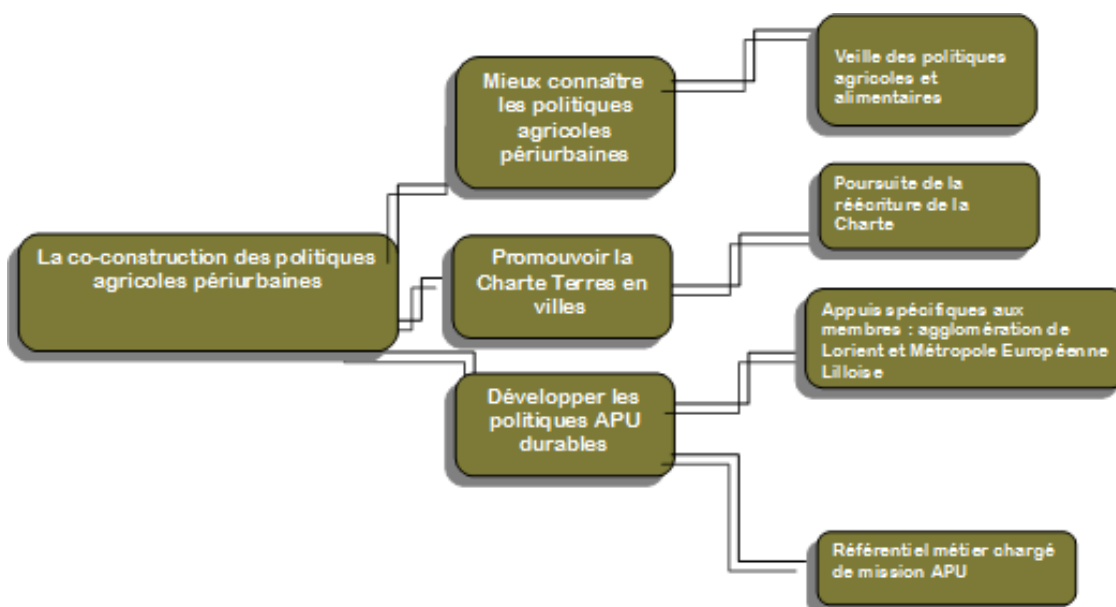 La co-construction des politiques
agricoles périurbaines
Mieux connaître
les politiques
agricoles
périurbaines
Promouvoir la
Charte Terres en
villes
Développer les
politiques APU
durables
Veille des politiques
agricoles et
alimentaires
Poursuite de la
réécriture de la
Charte
Appuis spécifiques aux
membres : agglomération de
Lorient et Métropole Européenne
Lilloise
Référentiel métier chargé
de mission APU